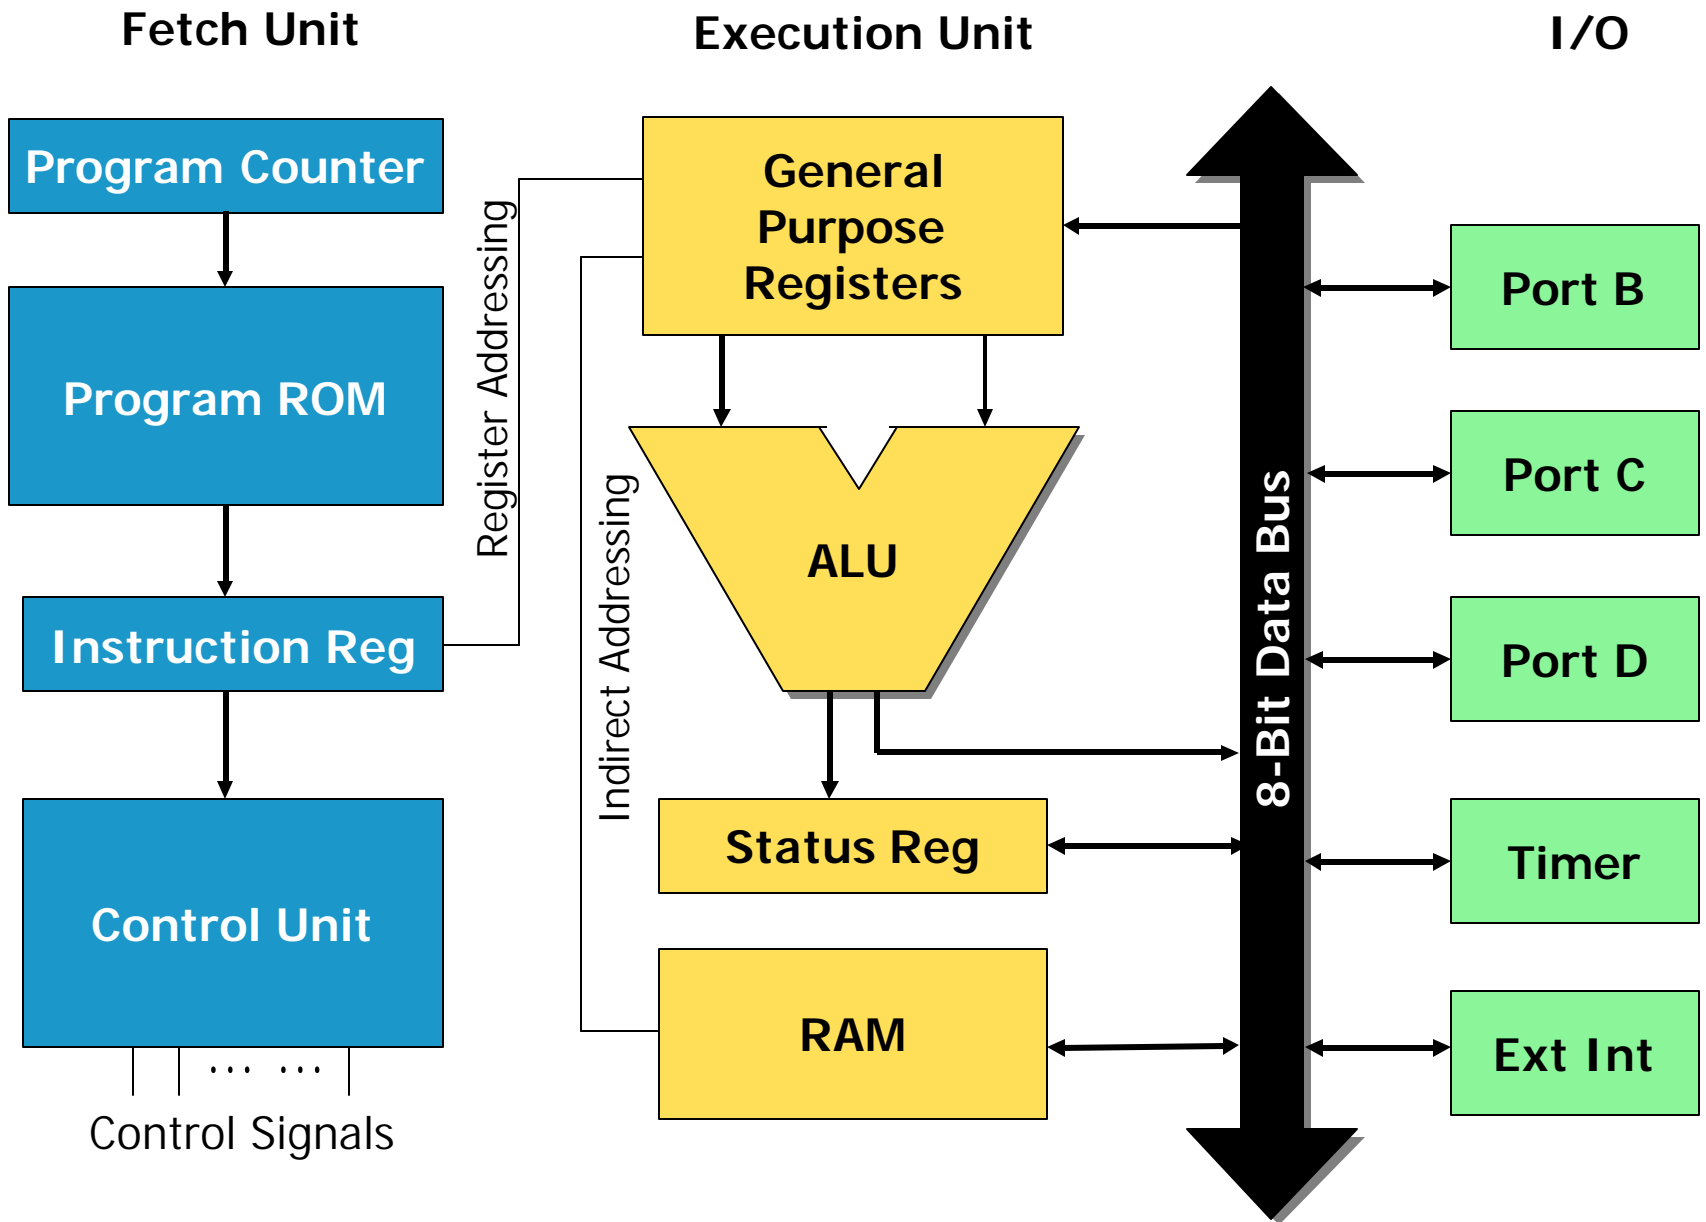 Fetch Unit
Execution Unit
I/O
Program Counter
Program ROM
Instruction Reg
Control Unit
... ...
Control Signals
Register Addressing
Indirect Addressing
General
Purpose
Registers
ALU
Status Reg
RAM
8-Bit Data Bus
Port B
Port C
Port D
Timer
Ext Int